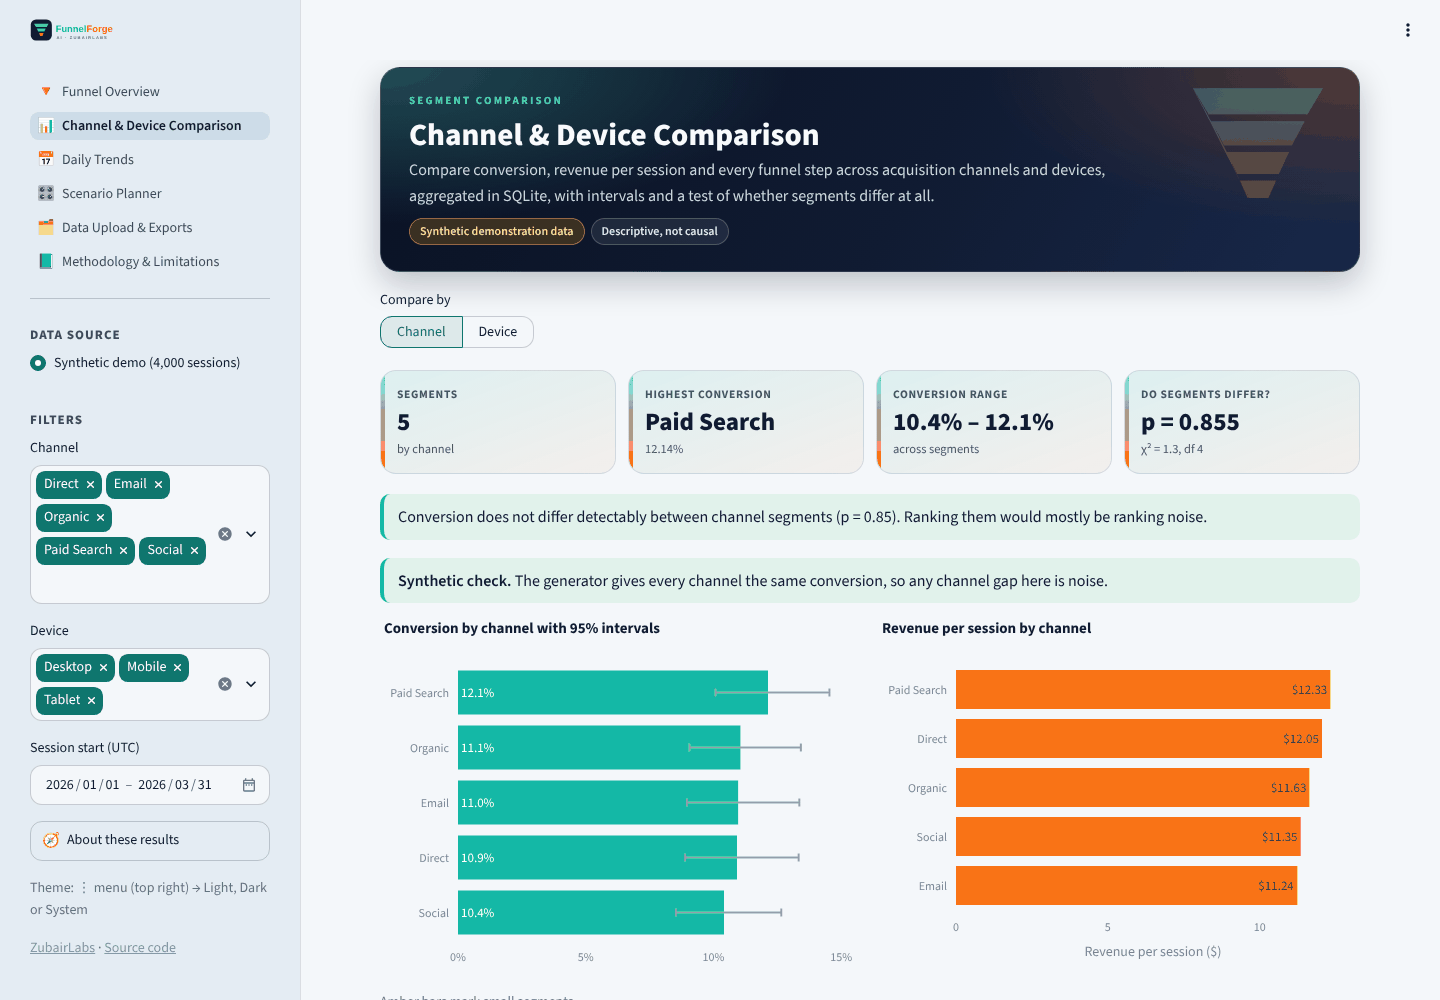 FunnelForge
AI · ZUBAIRLABS
Funnel Overview
Channel & Device Comparison
Daily Trends
Scenario Planner
Data Upload & Exports
Methodology & Limitations
DATA SOURCE
Synthetic demo (4,000 sessions)
FILTERS
Channel
Direct × Email ×
Organic ×
Paid Search × Social ×
Device
Desktop × Mobile ×
Tablet ×
Session start (UTC)
2026 / 01 / 01 – 2026 / 03 / 31
About these results
Theme: ⋮ menu (top right) → Light, Dark
or System
ZubairLabs · Source code
SEGMENT COMPARISON
Channel & Device Comparison
Compare conversion, revenue per session and every funnel step across acquisition channels and devices,
aggregated in SQLite, with intervals and a test of whether segments differ at all.
Synthetic demonstration data Descriptive, not causal
Compare by
Channel Device
SEGMENTS
5
by channel
HIGHEST CONVERSION
Paid Search
12.14%
CONVERSION RANGE
10.4% – 12.1%
across segments
DO SEGMENTS DIFFER?
p = 0.855
χ² = 1.3, df 4
Conversion does not differ detectably between channel segments (p = 0.85). Ranking them would mostly be ranking noise.
Synthetic check. The generator gives every channel the same conversion, so any channel gap here is noise.
Conversion by channel with 95% intervals
Paid Search 12.1%
Organic 11.1%
Email 11.0%
Direct 10.9%
Social 10.4%
0% 5% 10% 15%
Revenue per session by channel
Paid Search $12.33
Direct $12.05
Organic $11.63
Social $11.35
Email $11.24
0 5 10
Revenue per session ($)
Amber bars mark small segments